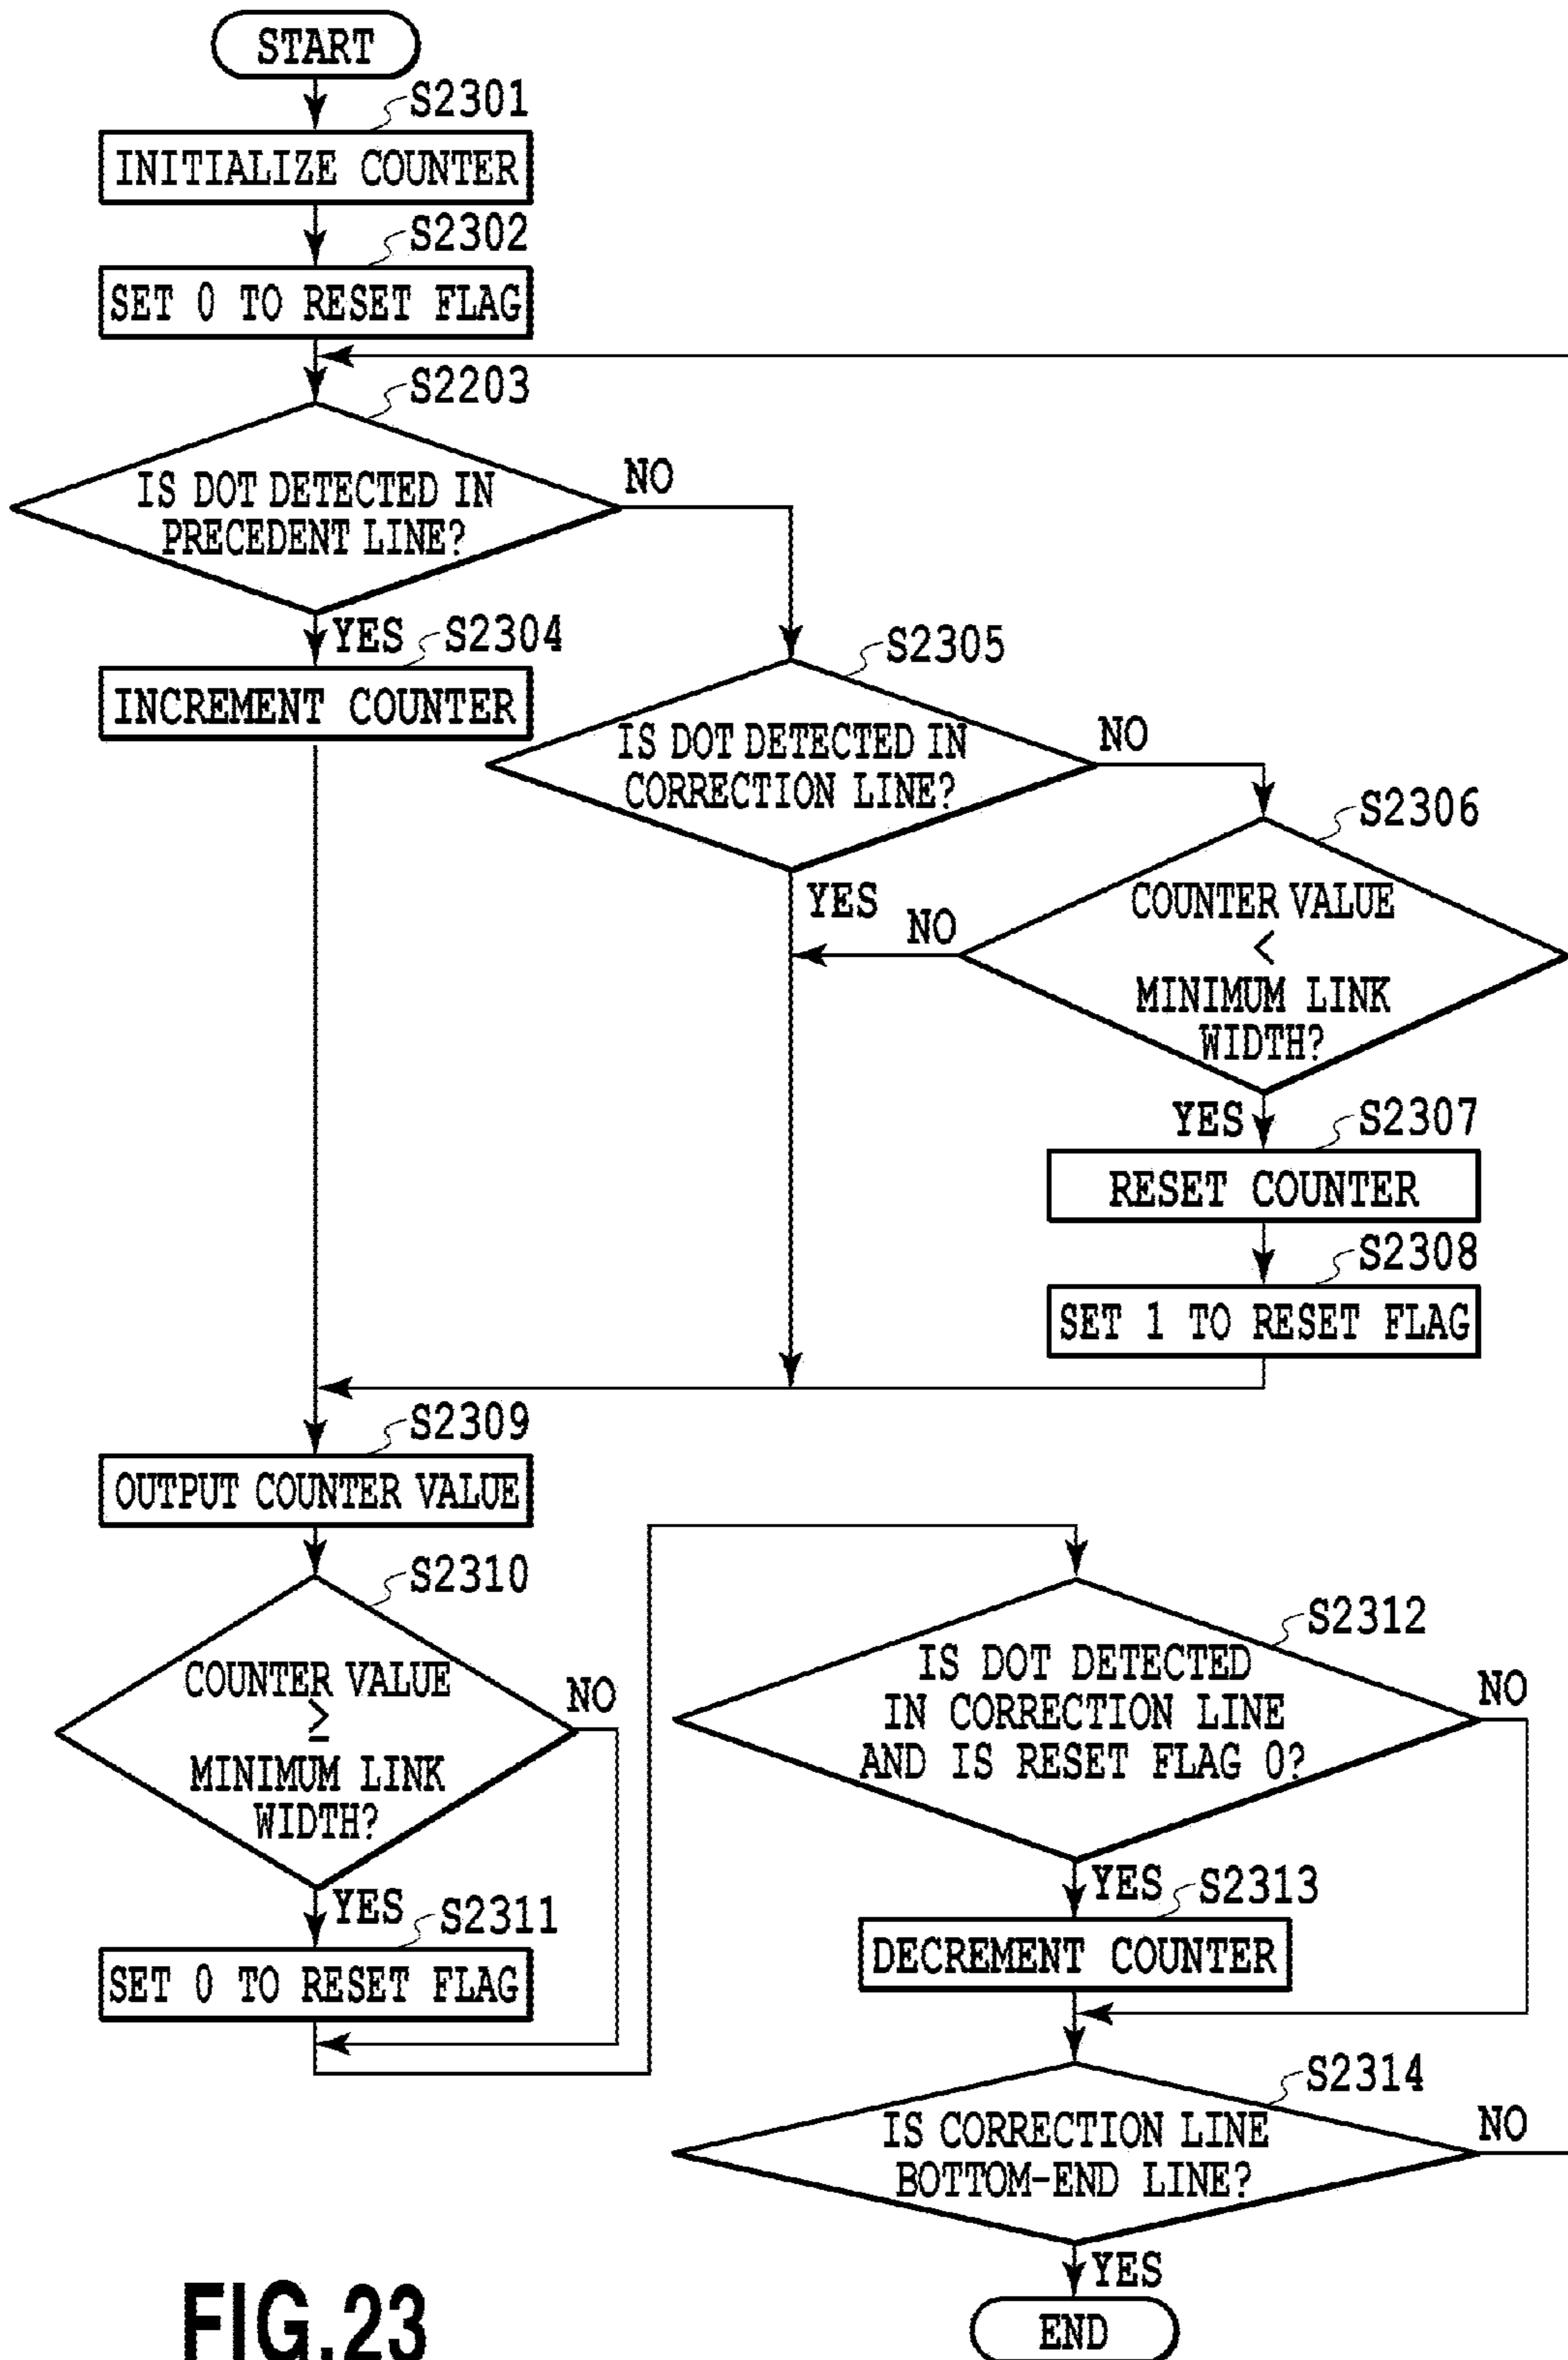 START
S2301
INITIALIZE COUNTER
S2302
SET 0 TO RESET FLAG
S2203
IS DOT DETECTED IN
PRECEDENT LINE?
NO
YES
S2304
INCREMENT COUNTER
S2305
IS DOT DETECTED IN
CORRECTION LINE?
NO
YES
S2306
COUNTER VALUE
<
MINIMUM LINK
WIDTH?
NO
YES
S2307
RESET COUNTER
S2308
SET 1 TO RESET FLAG
S2309
OUTPUT COUNTER VALUE
S2310
COUNTER VALUE
≥
MINIMUM LINK
WIDTH?
NO
YES
S2311
SET 0 TO RESET FLAG
S2312
IS DOT DETECTED
IN CORRECTION LINE
AND IS RESET FLAG 0?
NO
YES
S2313
DECREMENT COUNTER
S2314
IS CORRECTION LINE
BOTTOM-END LINE?
NO
YES
END
FIG.23